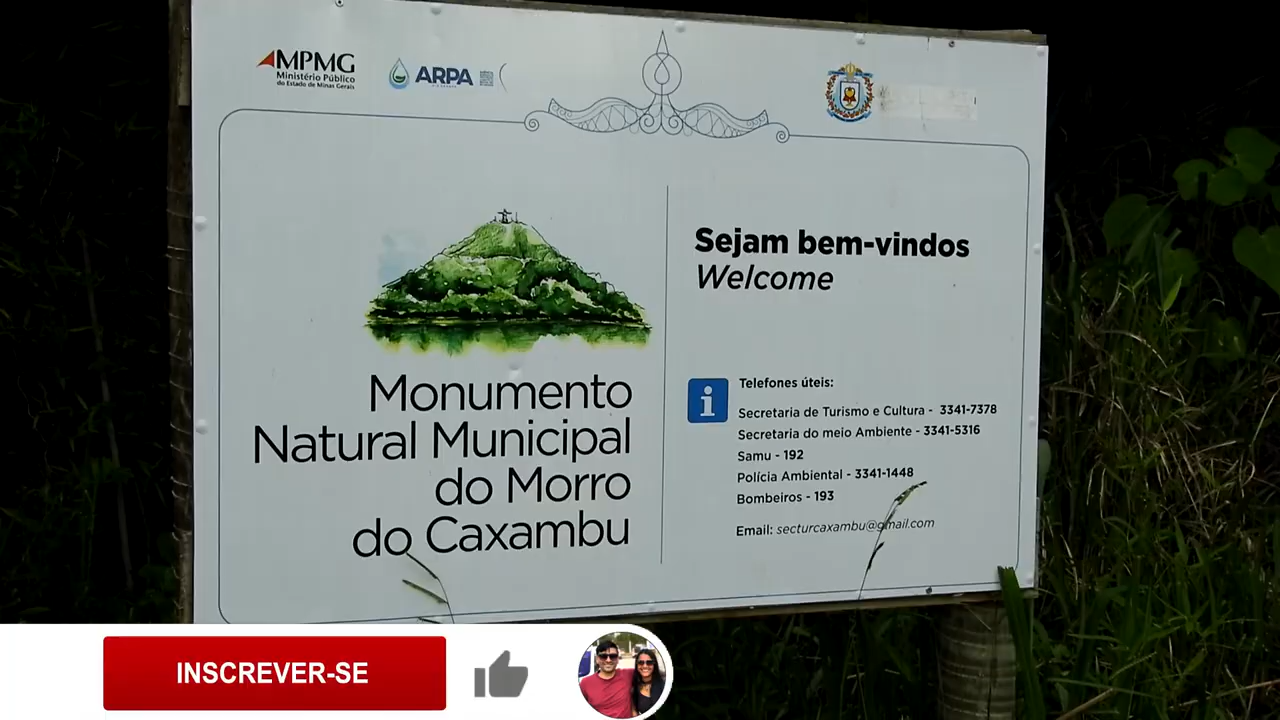 MPMG
Ministério Público
do Estado de Minas Gerais
ARPA
Sejam bem-vindos
Welcome
Monumento
Natural Municipal
do Morro
do Caxambu
i
Telefones úteis:
Secretaria de Turismo e Cultura - 3341-7378
Secretaria do meio Ambiente - 3341-5316
Samu - 192
Polícia Ambiental - 3341-1448
Bombeiros - 193
Email: secturcaxambu@gmail.com
INSCREVER-SE